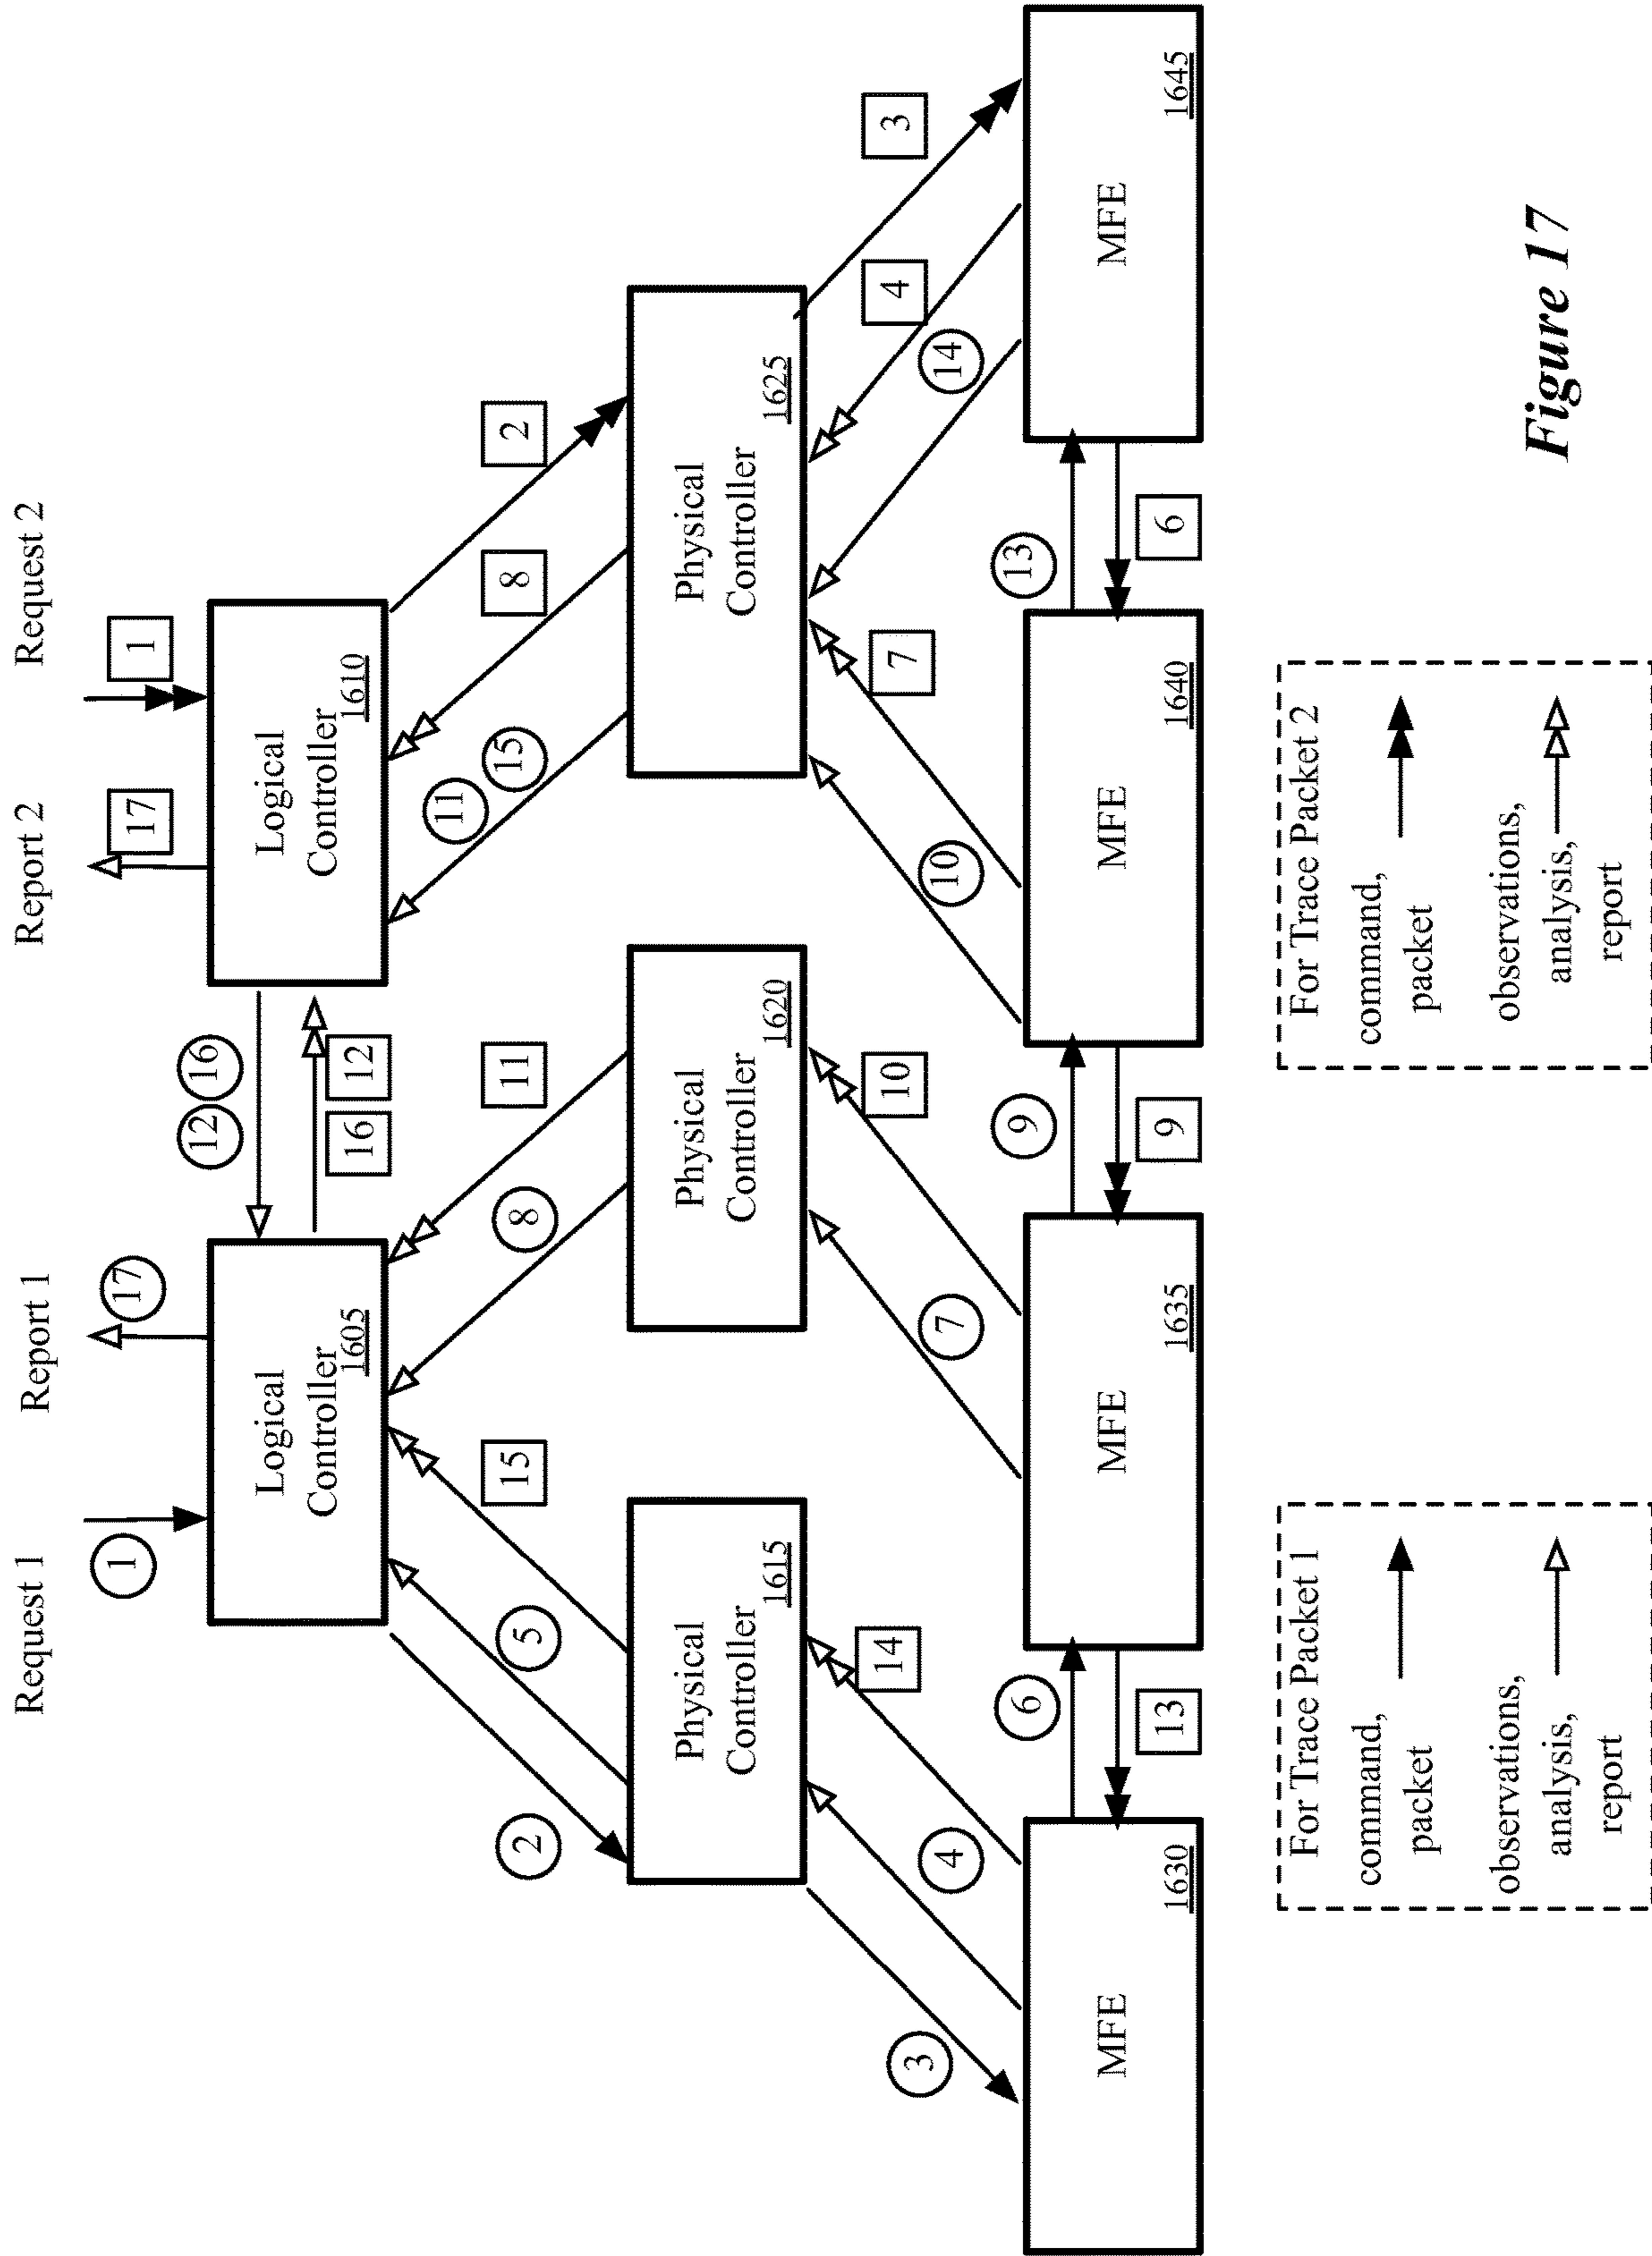 Request 1
Report 1
Report 2
Request 2
1
17
17
1
Logical
Controller
1605
12
16
16
12
Logical
Controller
1610
2
5
15
8
11
11
15
8
2
Physical
Controller
1615
Physical
Controller
1620
Physical
Controller
1625
3
4
14
7
10
10
7
14
4
3
MFE
1630
6
13
MFE
1635
9
9
MFE
1640
13
6
MFE
1645
For Trace Packet 1
command,
packet
observations,
analysis,
report
For Trace Packet 2
command,
packet
observations,
analysis,
report
Figure 17